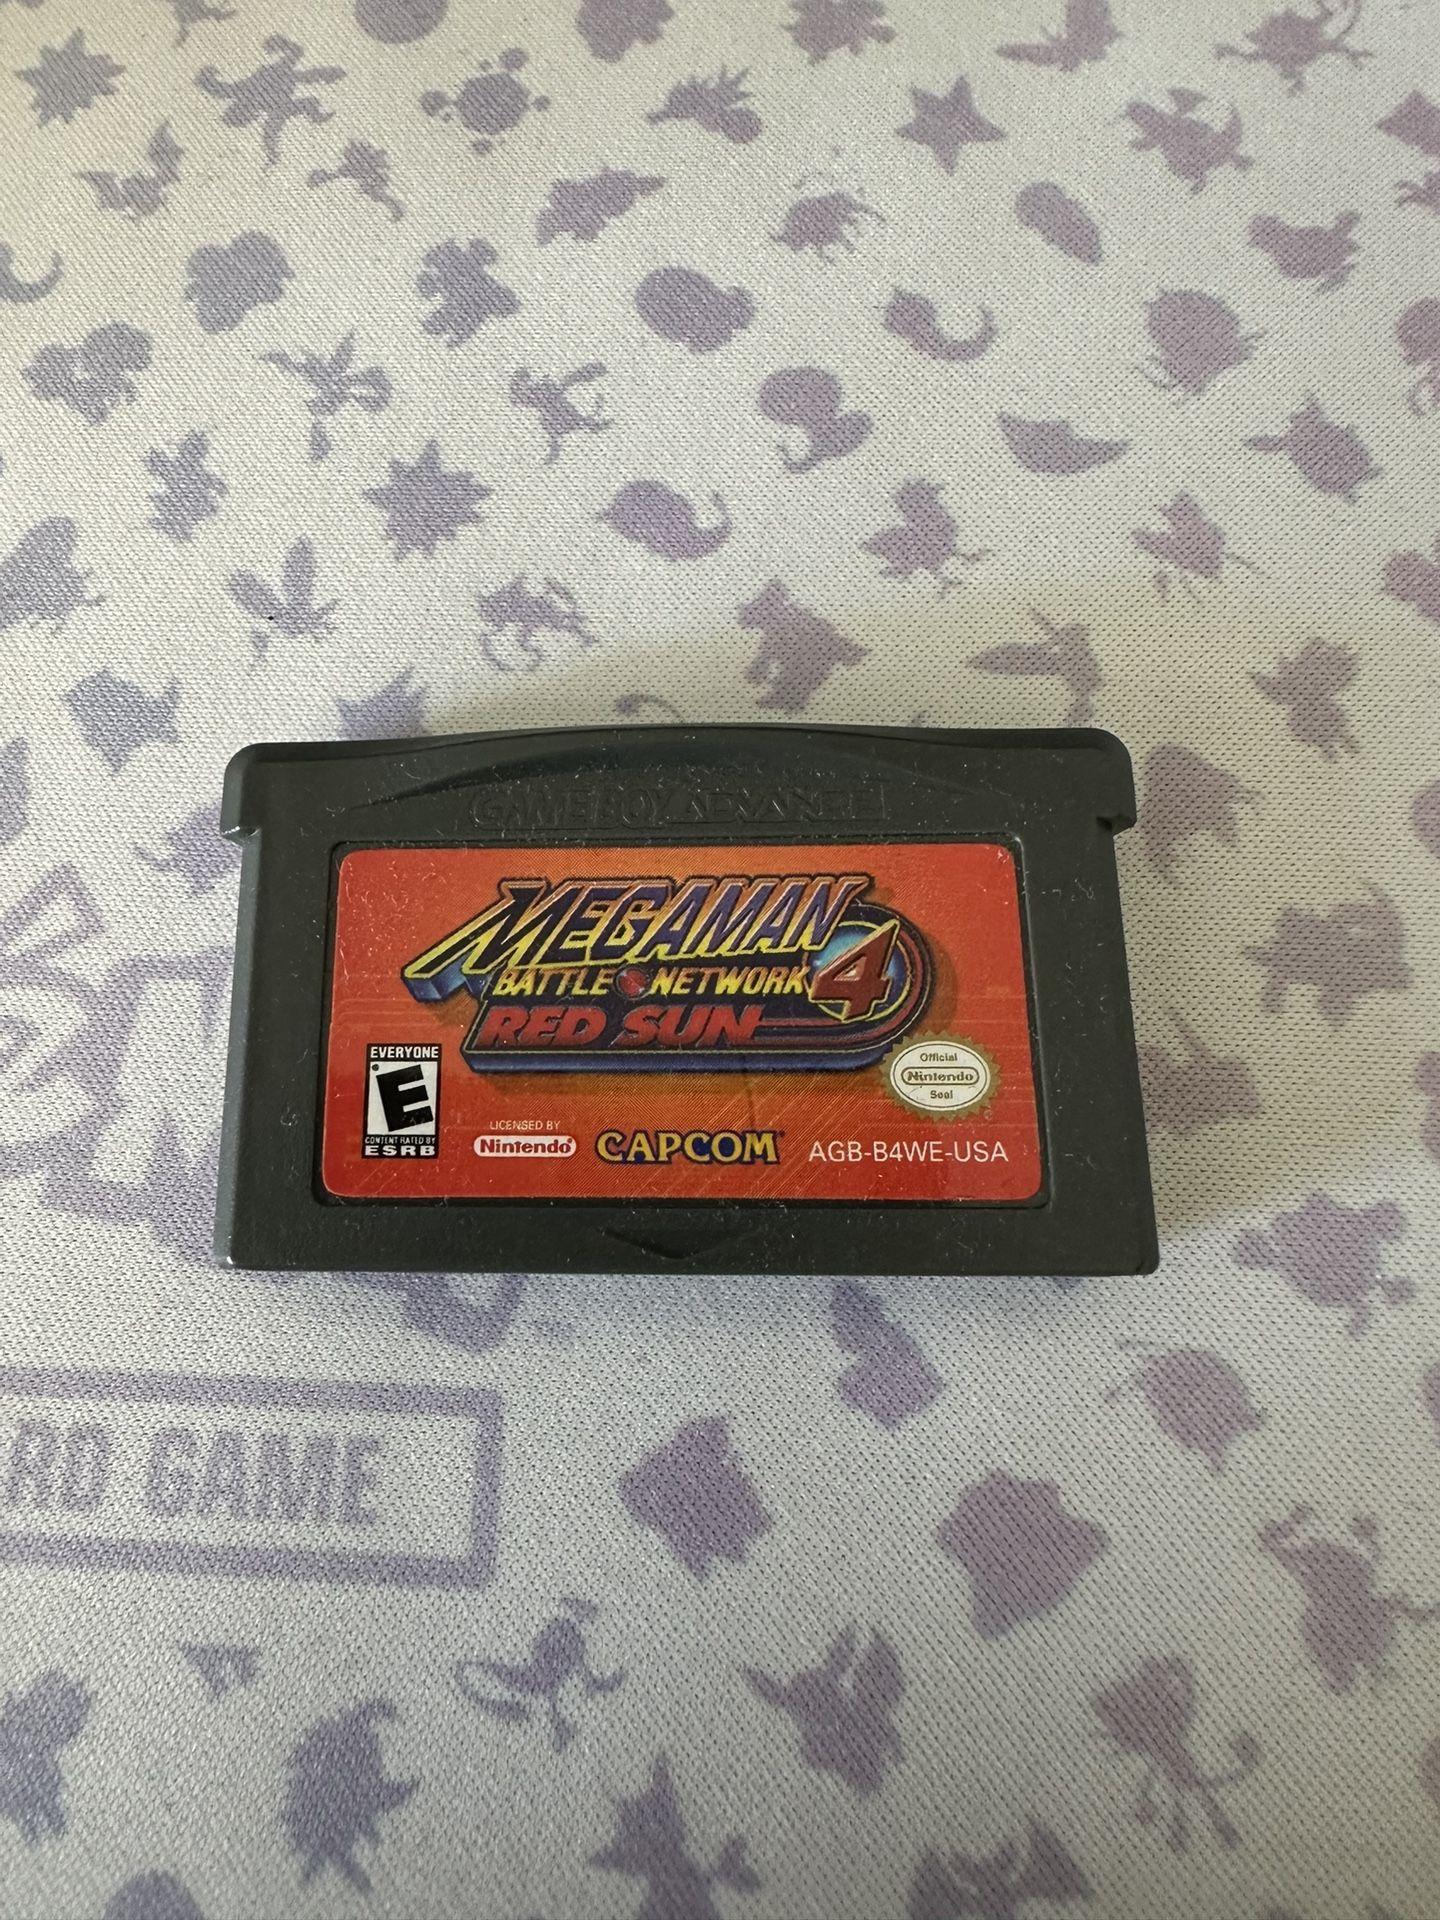 GAME BOY ADVANCE
MEGAMAN
BATTLE NETWORK 4
RED SUN
EVERYONE
E
CONTENT RATED BY
ESRB
Official
Nintendo
Seal
LICENSED BY
Nintendo
CAPCOM
AGB-B4WE-USA
RD GAME